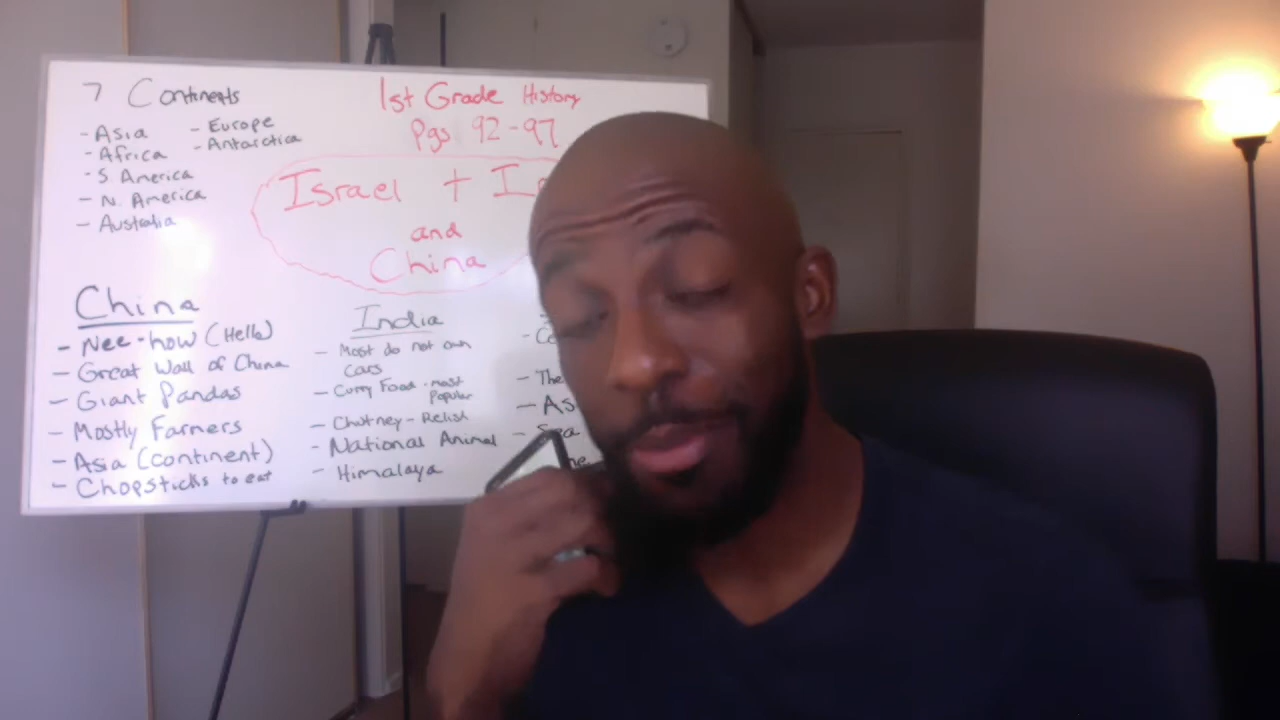 7 Continents
- Asia
- Africa
- S. America
- N. America
- Australia
- Europe
- Antarctica
1st Grade History
Pgs. 92-97
Israel +
and
China
China
- Nee-how (Hello)
- Great Wall of China
- Giant Pandas
- Mostly Farmers
- Asia (continent)
- Chopsticks to eat
India
- Most do not own
cars
- Curry Food - most
Popular
- Chutney - Relish
- National Animal
- Himalaya